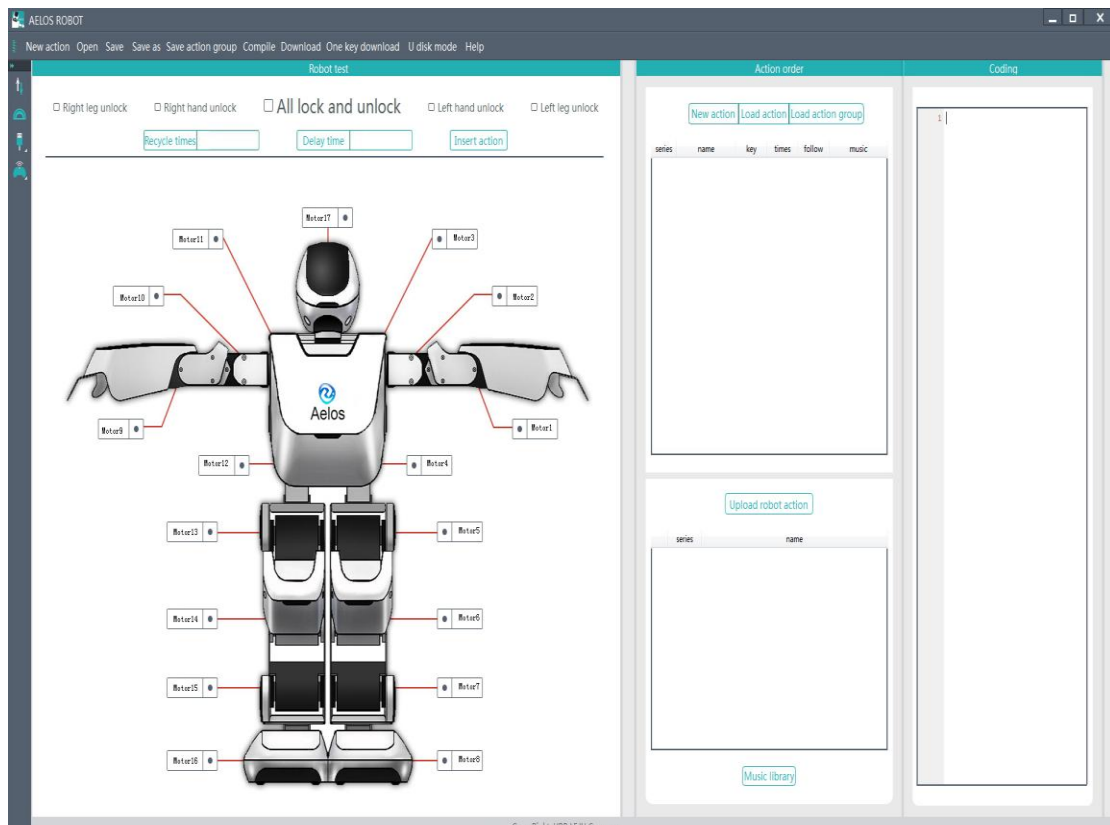 AELOS ROBOT
New action Open Save Save as Save action group Compile Download One key download U disk mode Help
Robot test
Action order
Coding
Right leg unlock Right hand unlock All lock and unlock Left hand unlock Left leg unlock
Recycle times Delay time Insert action
New action Load action Load action group
1
series name key times follow music
Motor17
Motor11 Motor3
Motor10 Motor2
Aelos
Motor9 Motor1
Motor12 Motor4
Upload robot action
series name
Motor13 Motor5
Motor14 Motor6
Motor15 Motor7
Motor16 Motor8
Music library